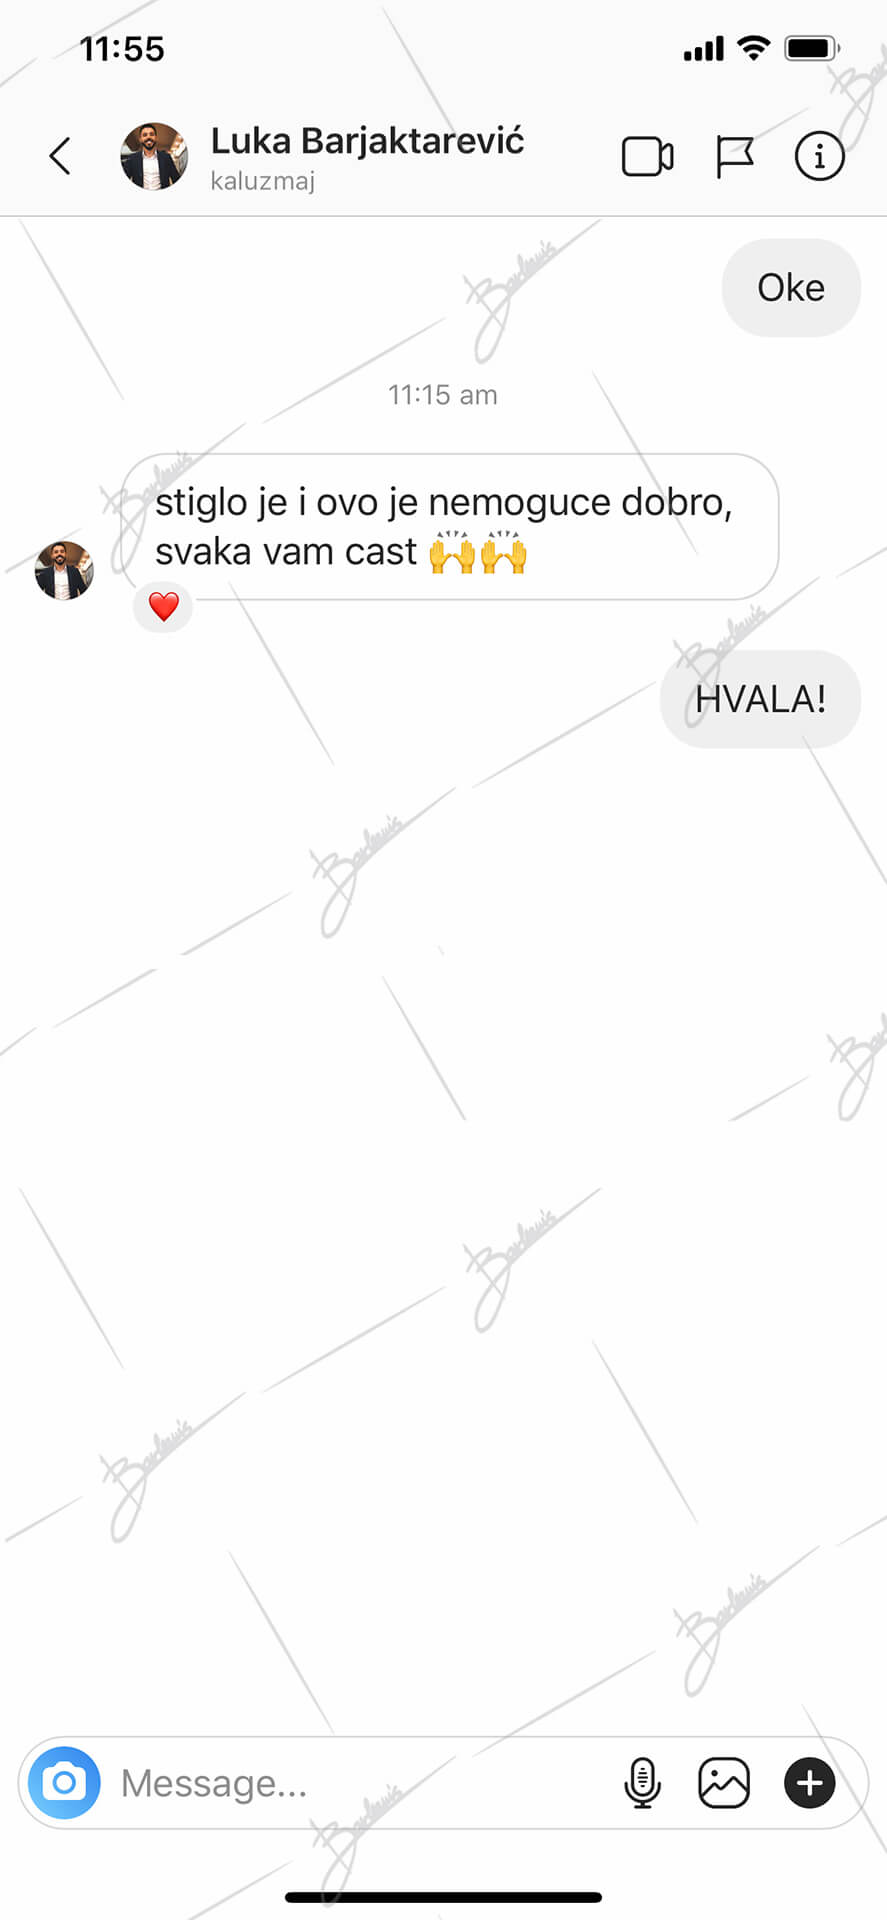 11:55
Luka Barjaktarević
kaluzmaj
Oke
11:15 am
stiglo je i ovo je nemoguce dobro,
svaka vam cast 🙌🙌
HVALA!
Message...